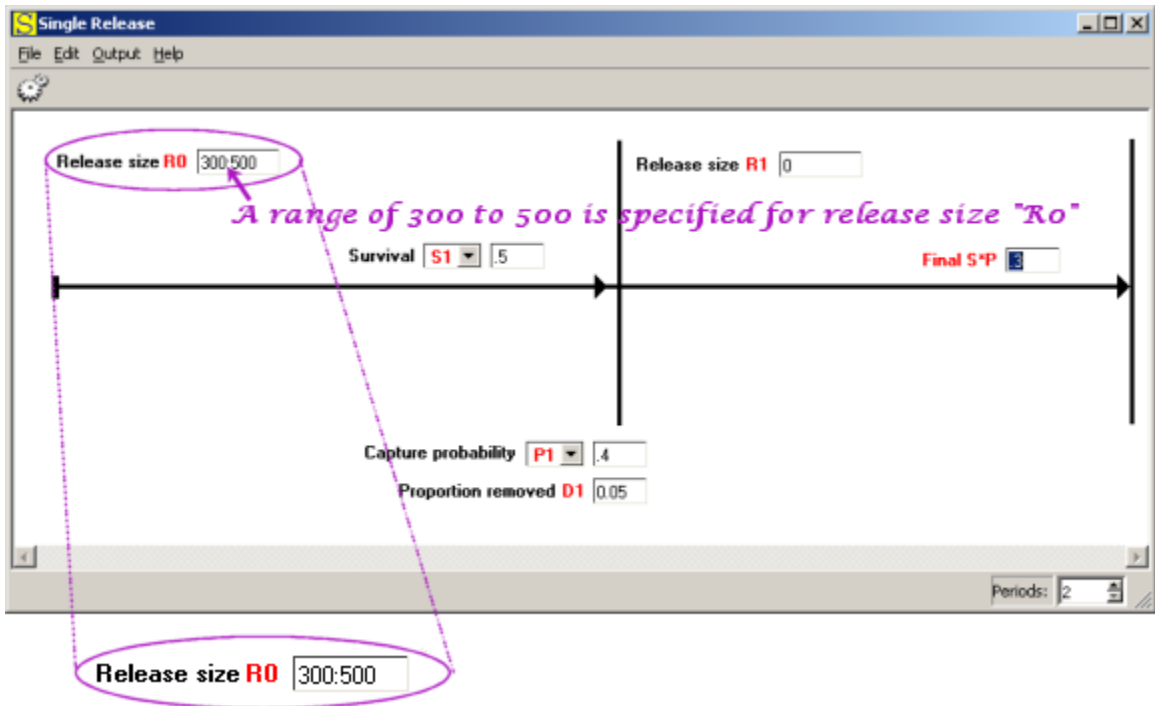 Single Release
File Edit Output Help
Release size R0 300:500
Release size R1 0
A range of 300 to 500 is specified for release size "Ro"
Survival S1 .5
Final S*P .3
Capture probability P1 .4
Proportion removed D1 0.05
Periods: 2
Release size R0 300:500